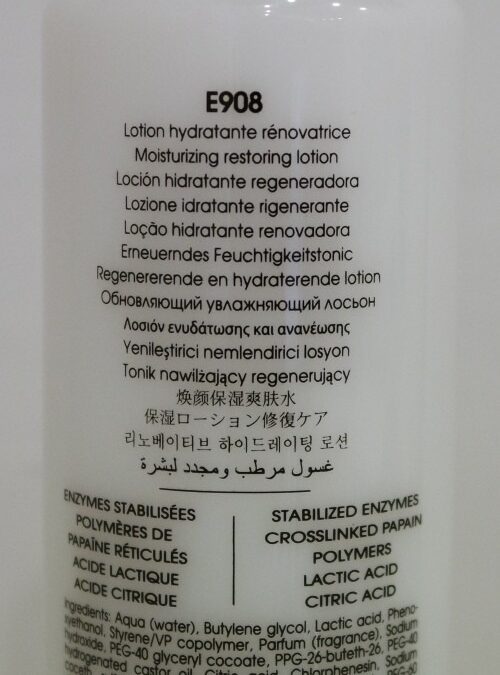 E908
Lotion hydratante rénovatrice
Moisturizing restoring lotion
Loción hidratante regeneradora
Lozione idratante rigenerante
Loção hidratante renovadora
Erneuerndes Feuchtigkeitstonic
Regenererende en hydraterende lotion
Обновляющий увлажняющий лосьон
Λοσιόν ενυδάτωσης και ανανέωσης
Yenileştirici nemlendirici losyon
Tonik nawilżający regenerujący
焕颜保湿爽肤水
保湿ローション修復ケア
리노베이티브 하이드레이팅 로션
غسول مرطب ومجدد لبشرة
ENZYMES STABILISÉES
POLYMÈRES DE
PAPAÏNE RÉTICULÉS
ACIDE LACTIQUE
ACIDE CITRIQUE
STABILIZED ENZYMES
CROSSLINKED PAPAIN
POLYMERS
LACTIC ACID
CITRIC ACID
Ingredients: Aqua (water), Butylene glycol, Lactic acid, Pheno-
xyethanol, Styrene/VP copolymer, Parfum (fragrance), Sodium
hydroxide, PEG-40 glyceryl cocoate, PPG-26-buteth-26, PEG-40
hydrogenated castor oil, Citric acid, Chlorphenesin, Sodium
coceth PEG-60